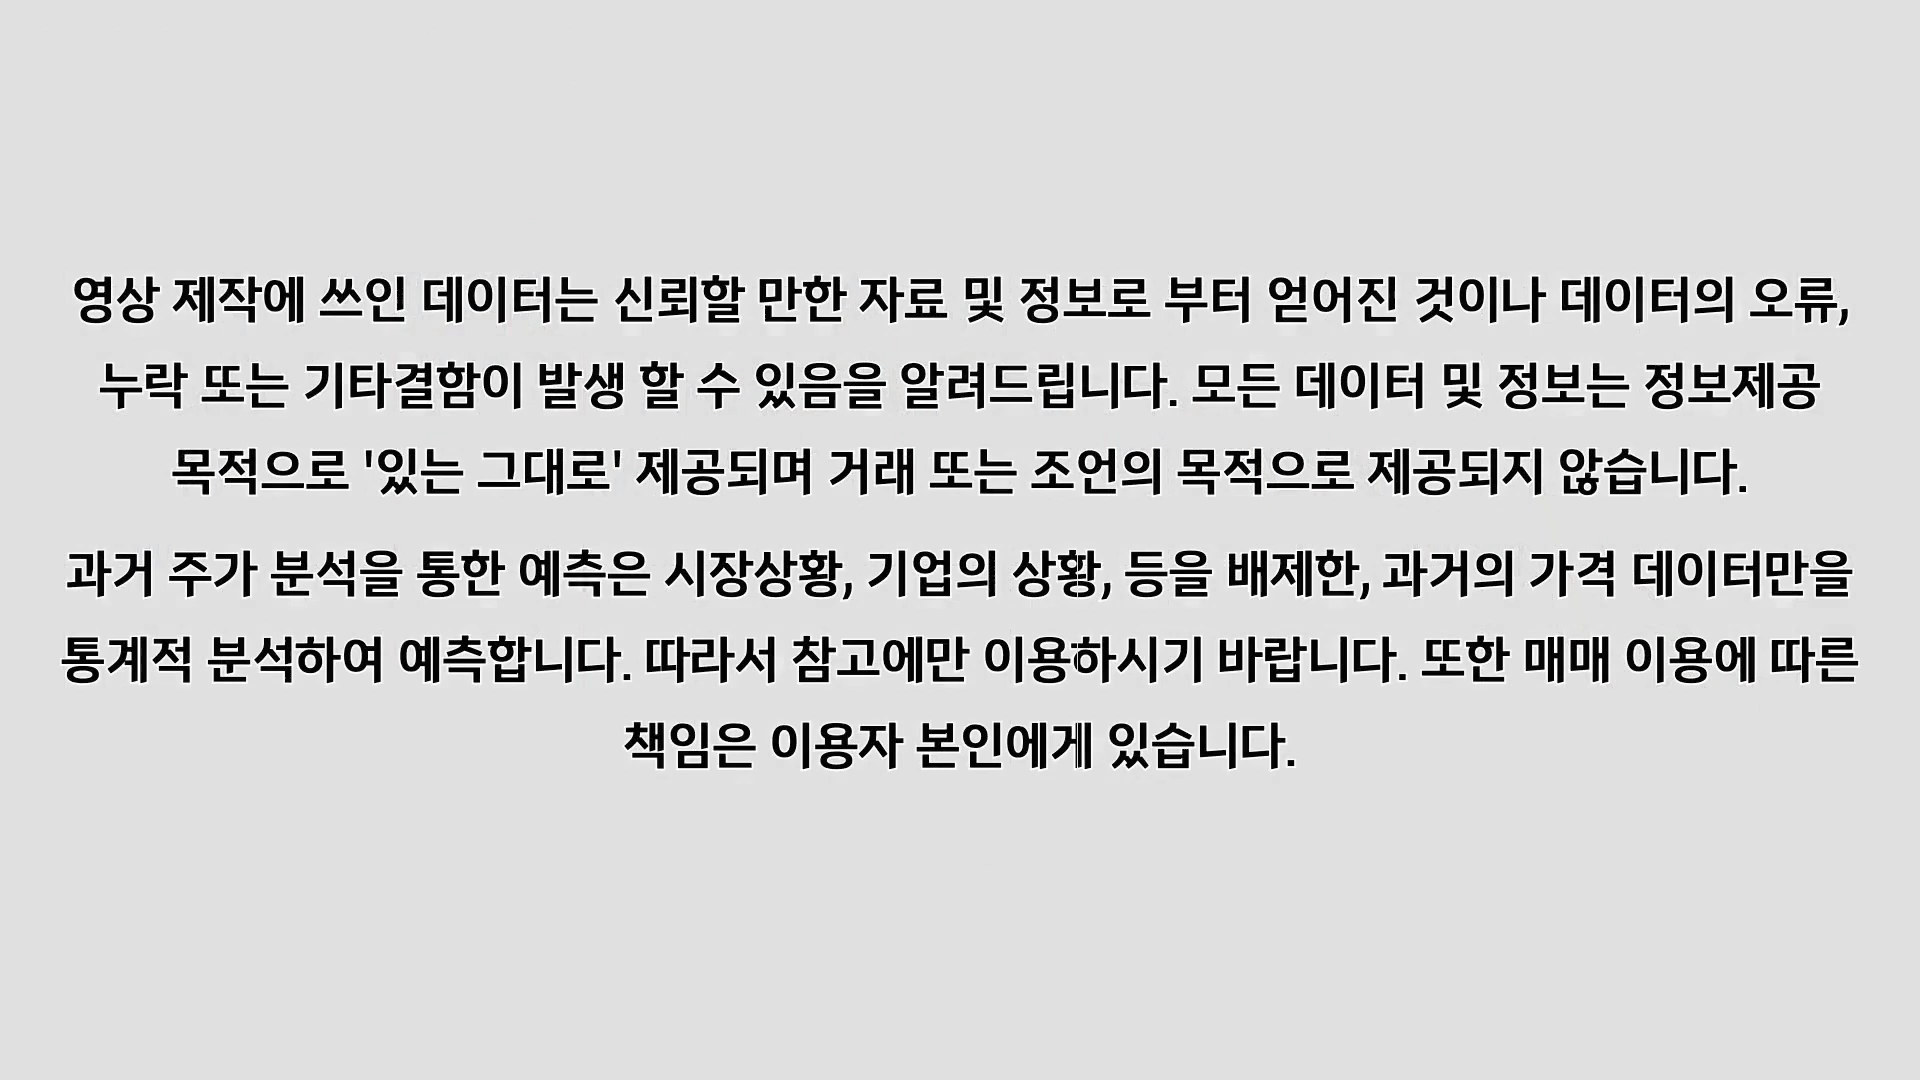 영상 제작에 쓰인 데이터는 신뢰할 만한 자료 및 정보로 부터 얻어진 것이나 데이터의 오류,
누락 또는 기타결함이 발생 할 수 있음을 알려드립니다. 모든 데이터 및 정보는 정보제공
목적으로 '있는 그대로' 제공되며 거래 또는 조언의 목적으로 제공되지 않습니다.
과거 주가 분석을 통한 예측은 시장상황, 기업의 상황, 등을 배제한, 과거의 가격 데이터만을
통계적 분석하여 예측합니다. 따라서 참고에만 이용하시기 바랍니다. 또한 매매 이용에 따른
책임은 이용자 본인에게 있습니다.